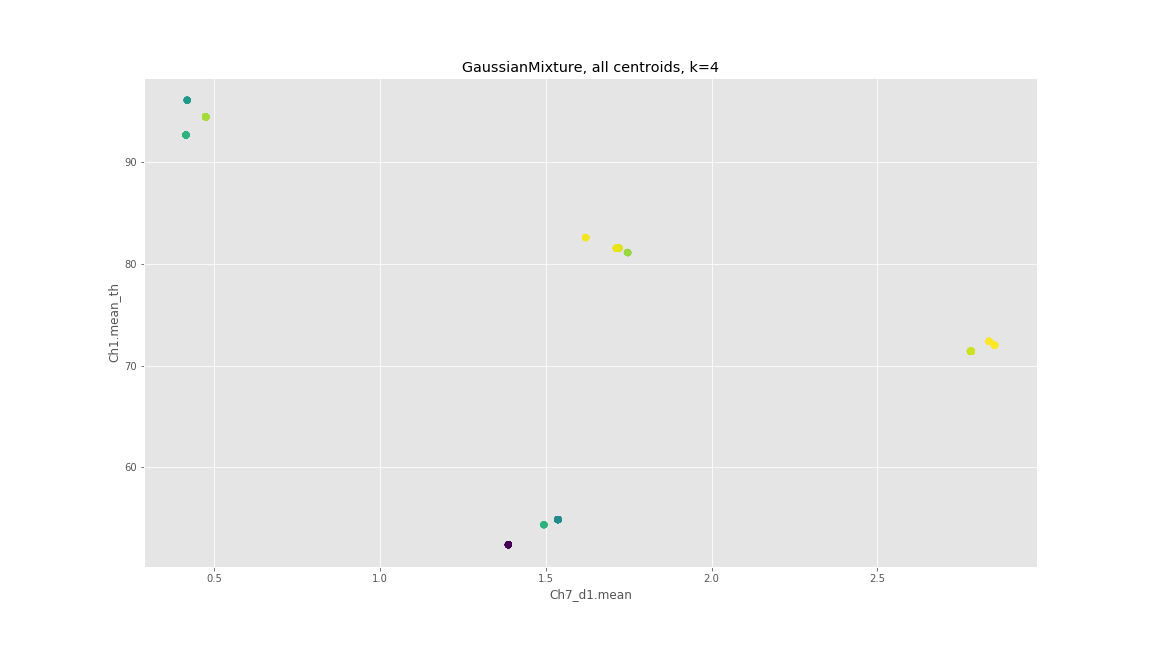 GaussianMixture, all centroids, k=4
Ch1.mean_th
90
80
70
60
0.5 1.0 1.5 2.0 2.5
Ch7_d1.mean